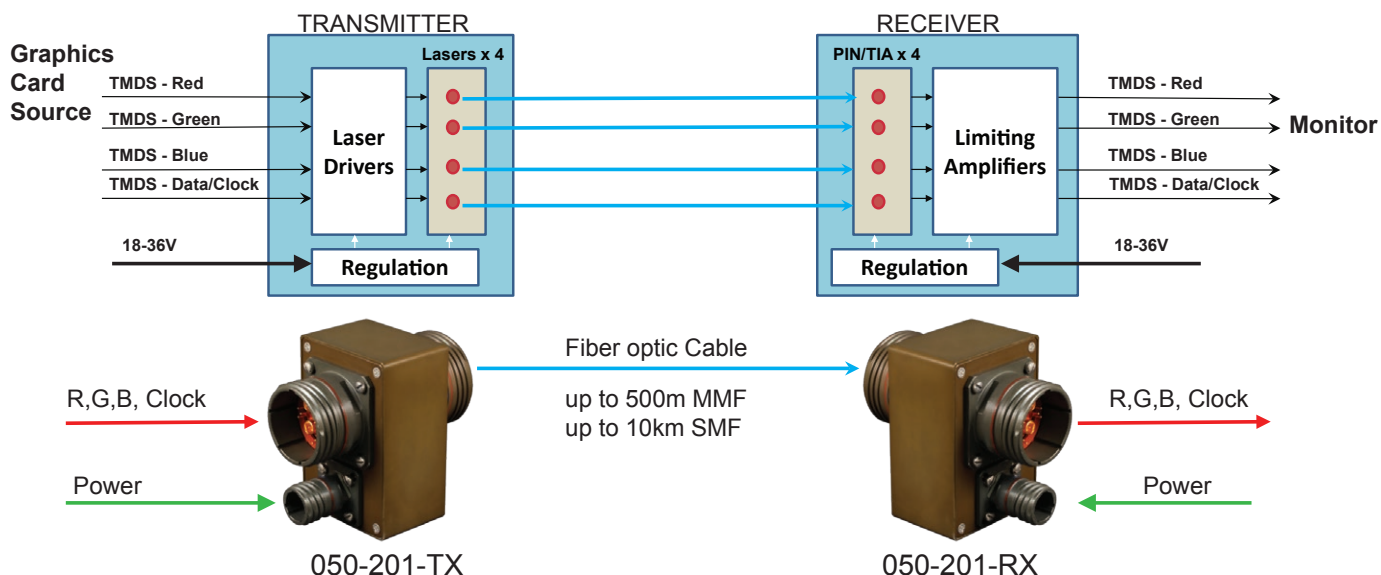 TRANSMITTER
RECEIVER
Graphics
Card
Source
Lasers x 4
PIN/TIA x 4
TMDS - Red
TMDS - Green
TMDS - Blue
TMDS - Data/Clock
Laser
Drivers
Limiting
Amplifiers
TMDS - Red
TMDS - Green
TMDS - Blue
TMDS - Data/Clock
Monitor
18-36V
Regulation
Regulation
18-36V
Fiber optic Cable
up to 500m MMF
up to 10km SMF
R,G,B, Clock
Power
R,G,B, Clock
Power
050-201-TX
050-201-RX